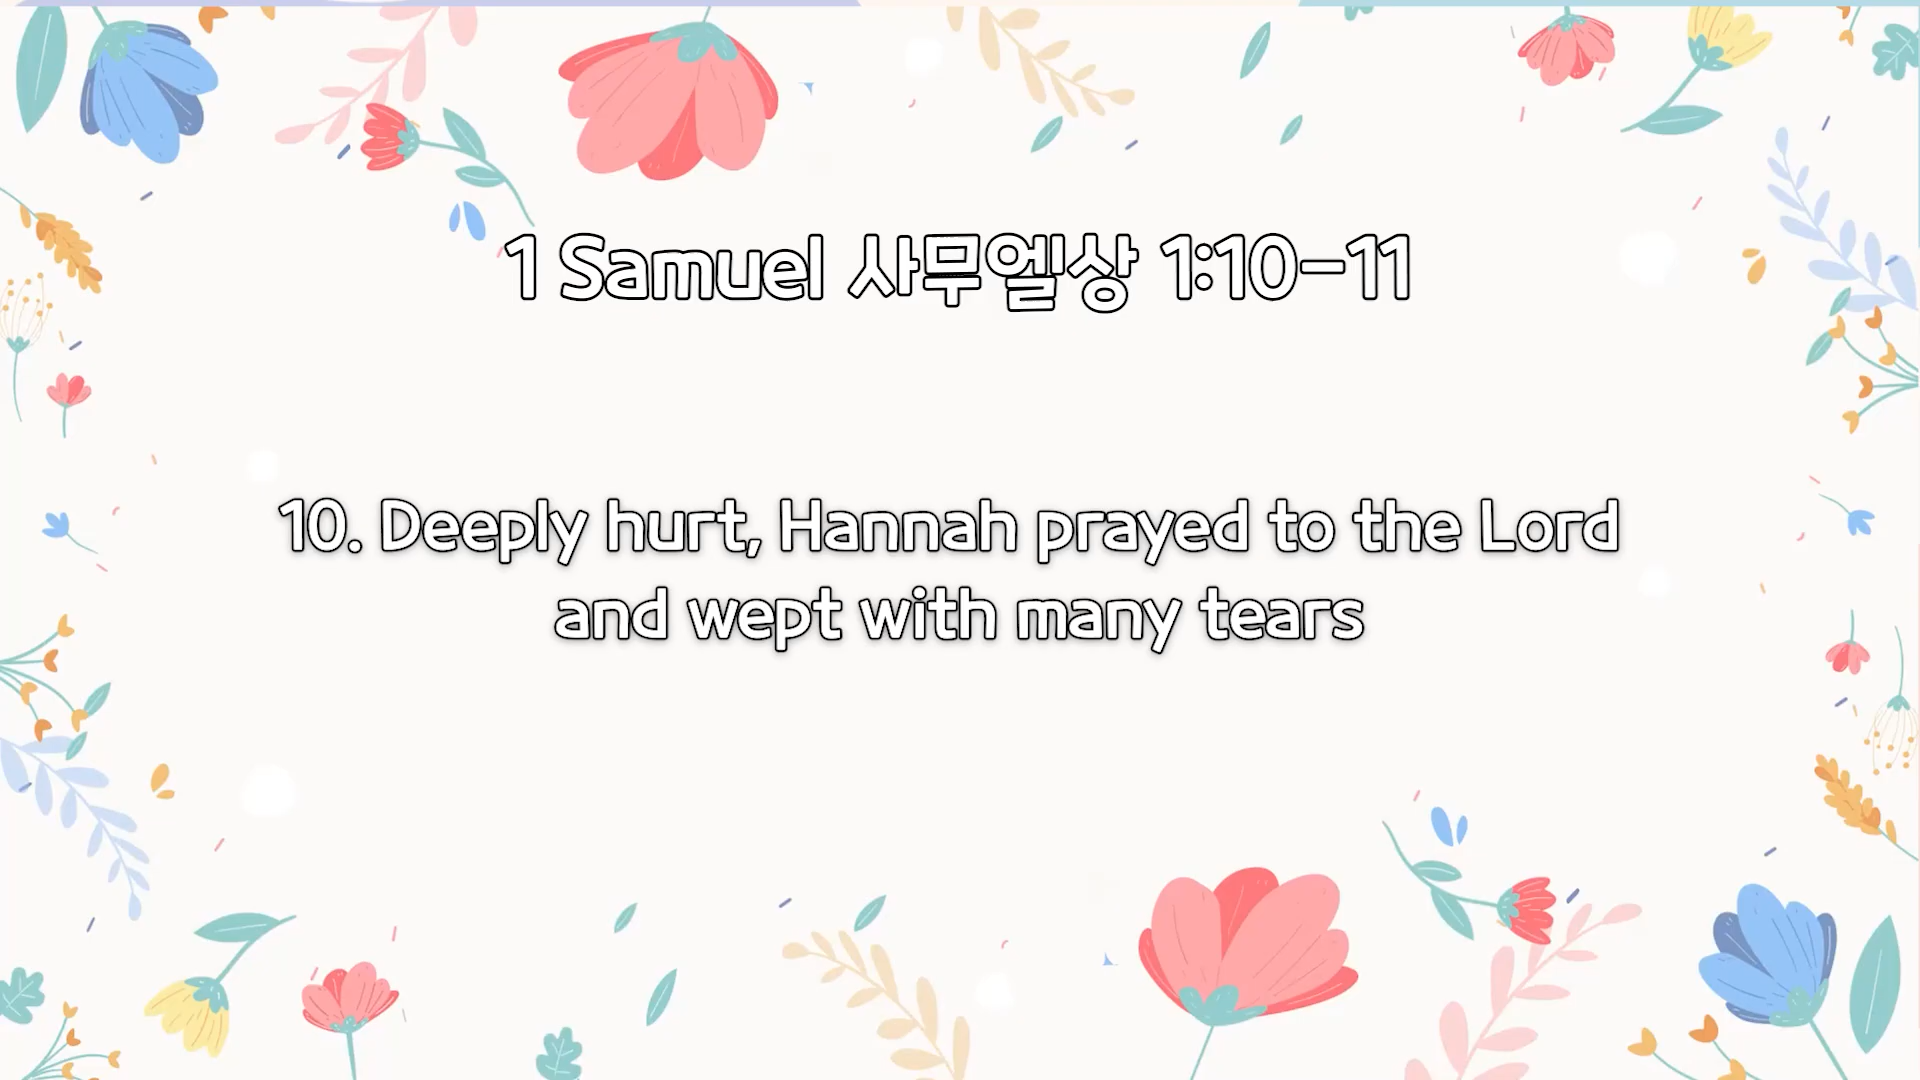 1 Samuel 사무엘상 1:10-11
10. Deeply hurt, Hannah prayed to the Lord
and wept with many tears